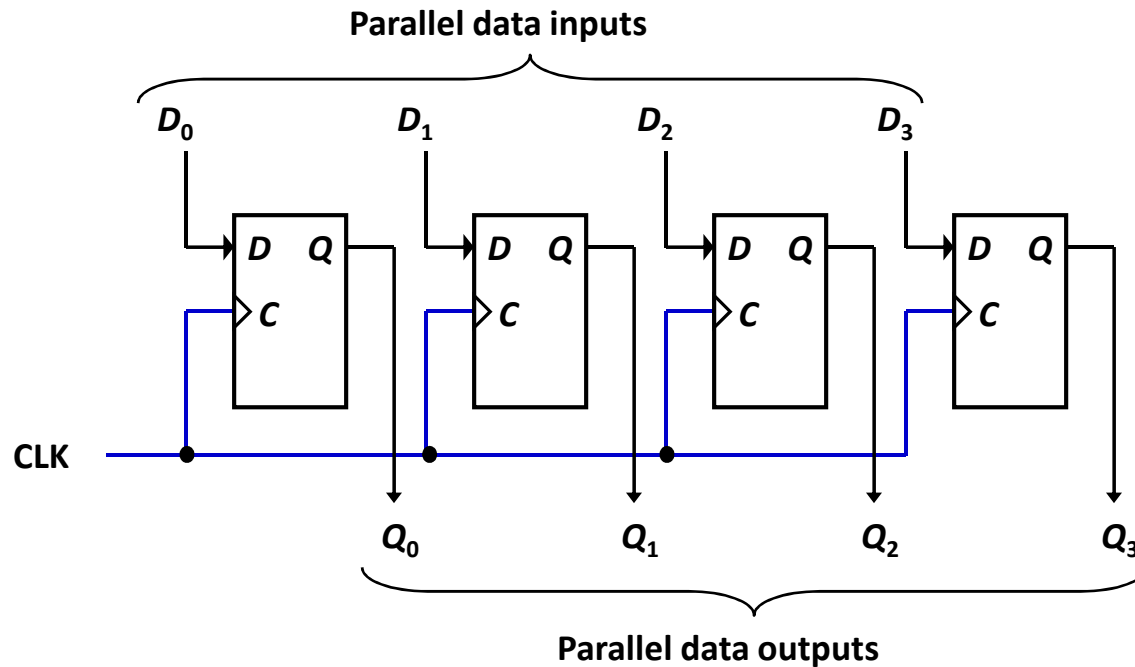 Parallel data inputs
D0 D1 D2 D3
D Q D Q D Q D Q
C C C C
CLK
Q0 Q1 Q2 Q3
Parallel data outputs